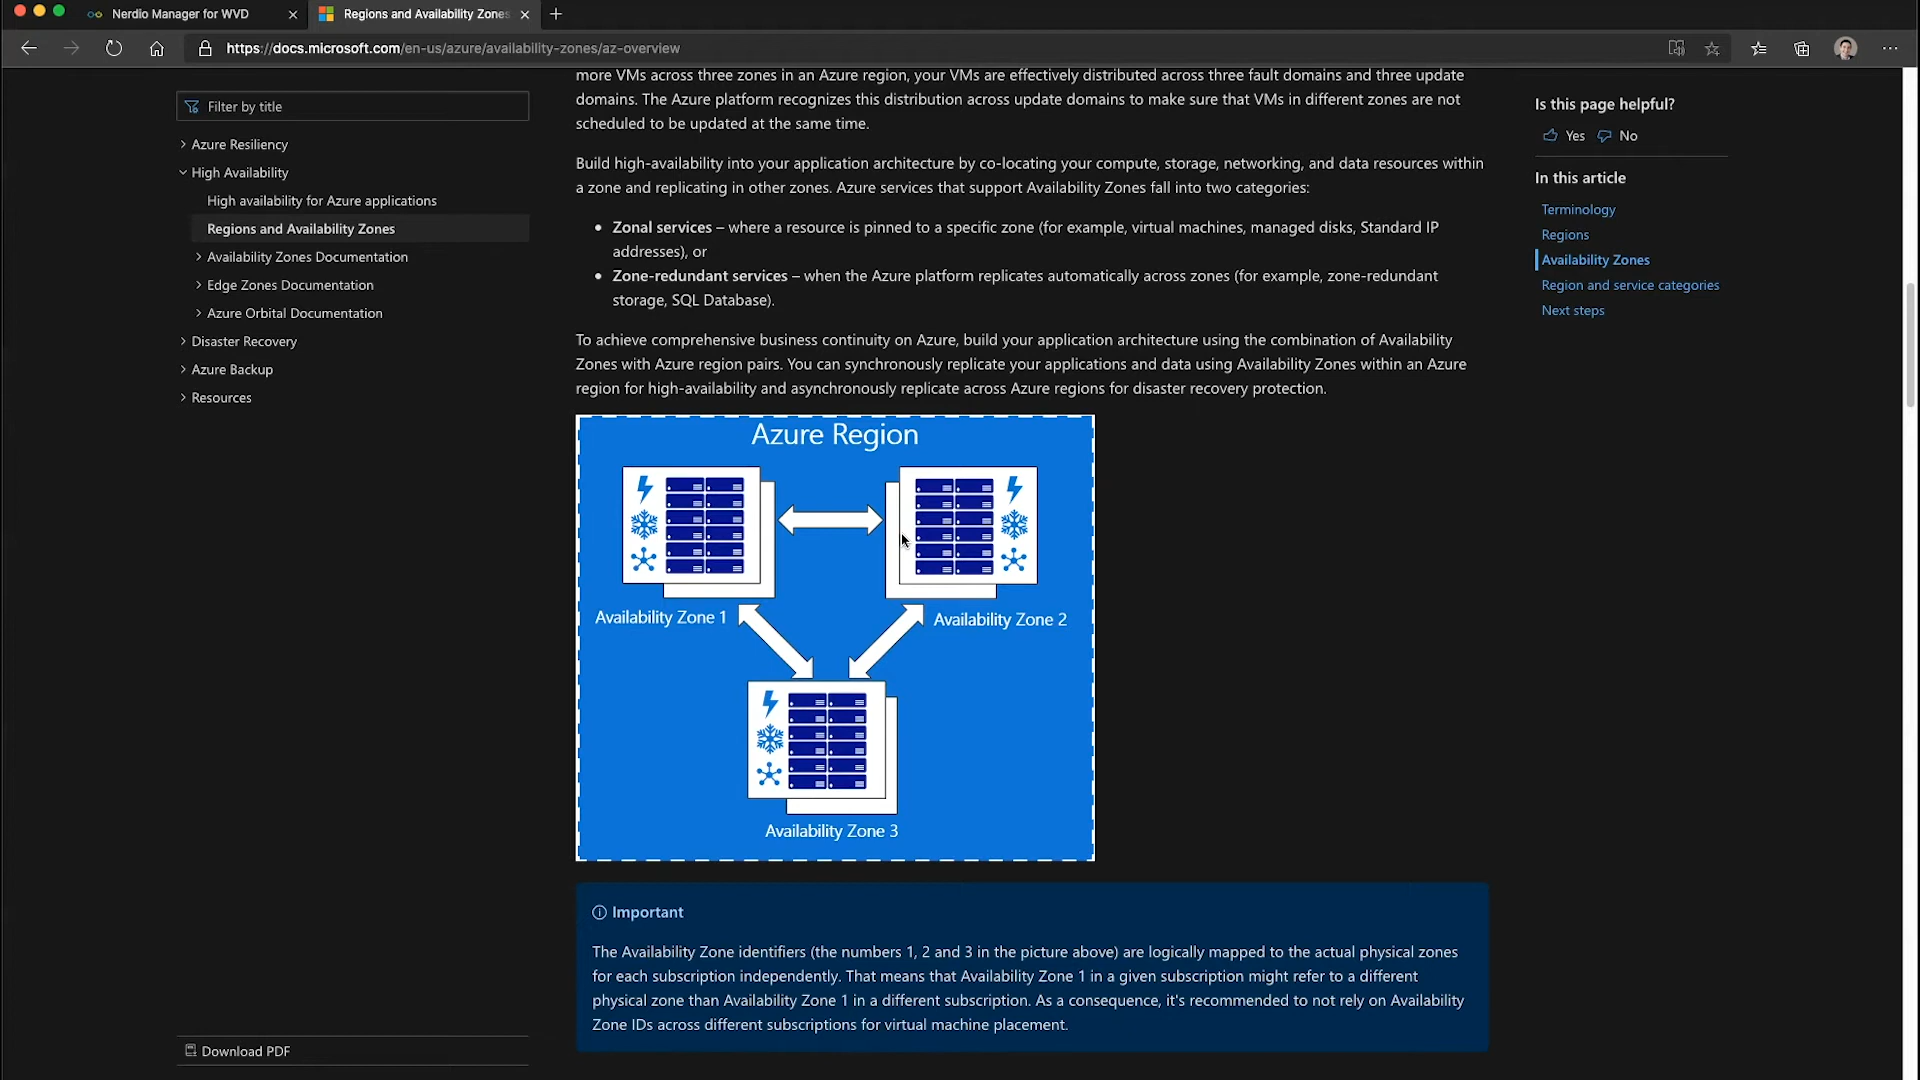 Nerdio Manager for WVD
Regions and Availability Zones
https://docs.microsoft.com/en-us/azure/availability-zones/az-overview
Filter by title
Azure Resiliency
High Availability
High availability for Azure applications
Regions and Availability Zones
Availability Zones Documentation
Edge Zones Documentation
Azure Orbital Documentation
Disaster Recovery
Azure Backup
Resources
Download PDF
more VMs across three zones in an Azure region, your VMs are effectively distributed across three fault domains and three update
domains. The Azure platform recognizes this distribution across update domains to make sure that VMs in different zones are not
scheduled to be updated at the same time.
Build high-availability into your application architecture by co-locating your compute, storage, networking, and data resources within
a zone and replicating in other zones. Azure services that support Availability Zones fall into two categories:
• Zonal services – where a resource is pinned to a specific zone (for example, virtual machines, managed disks, Standard IP
addresses), or
• Zone-redundant services – when the Azure platform replicates automatically across zones (for example, zone-redundant
storage, SQL Database).
To achieve comprehensive business continuity on Azure, build your application architecture using the combination of Availability
Zones with Azure region pairs. You can synchronously replicate your applications and data using Availability Zones within an Azure
region for high-availability and asynchronously replicate across Azure regions for disaster recovery protection.
Azure Region
Availability Zone 1
Availability Zone 2
Availability Zone 3
Important
The Availability Zone identifiers (the numbers 1, 2 and 3 in the picture above) are logically mapped to the actual physical zones
for each subscription independently. That means that Availability Zone 1 in a given subscription might refer to a different
physical zone than Availability Zone 1 in a different subscription. As a consequence, it's recommended to not rely on Availability
Zone IDs across different subscriptions for virtual machine placement.
Is this page helpful?
Yes No
In this article
Terminology
Regions
Availability Zones
Region and service categories
Next steps